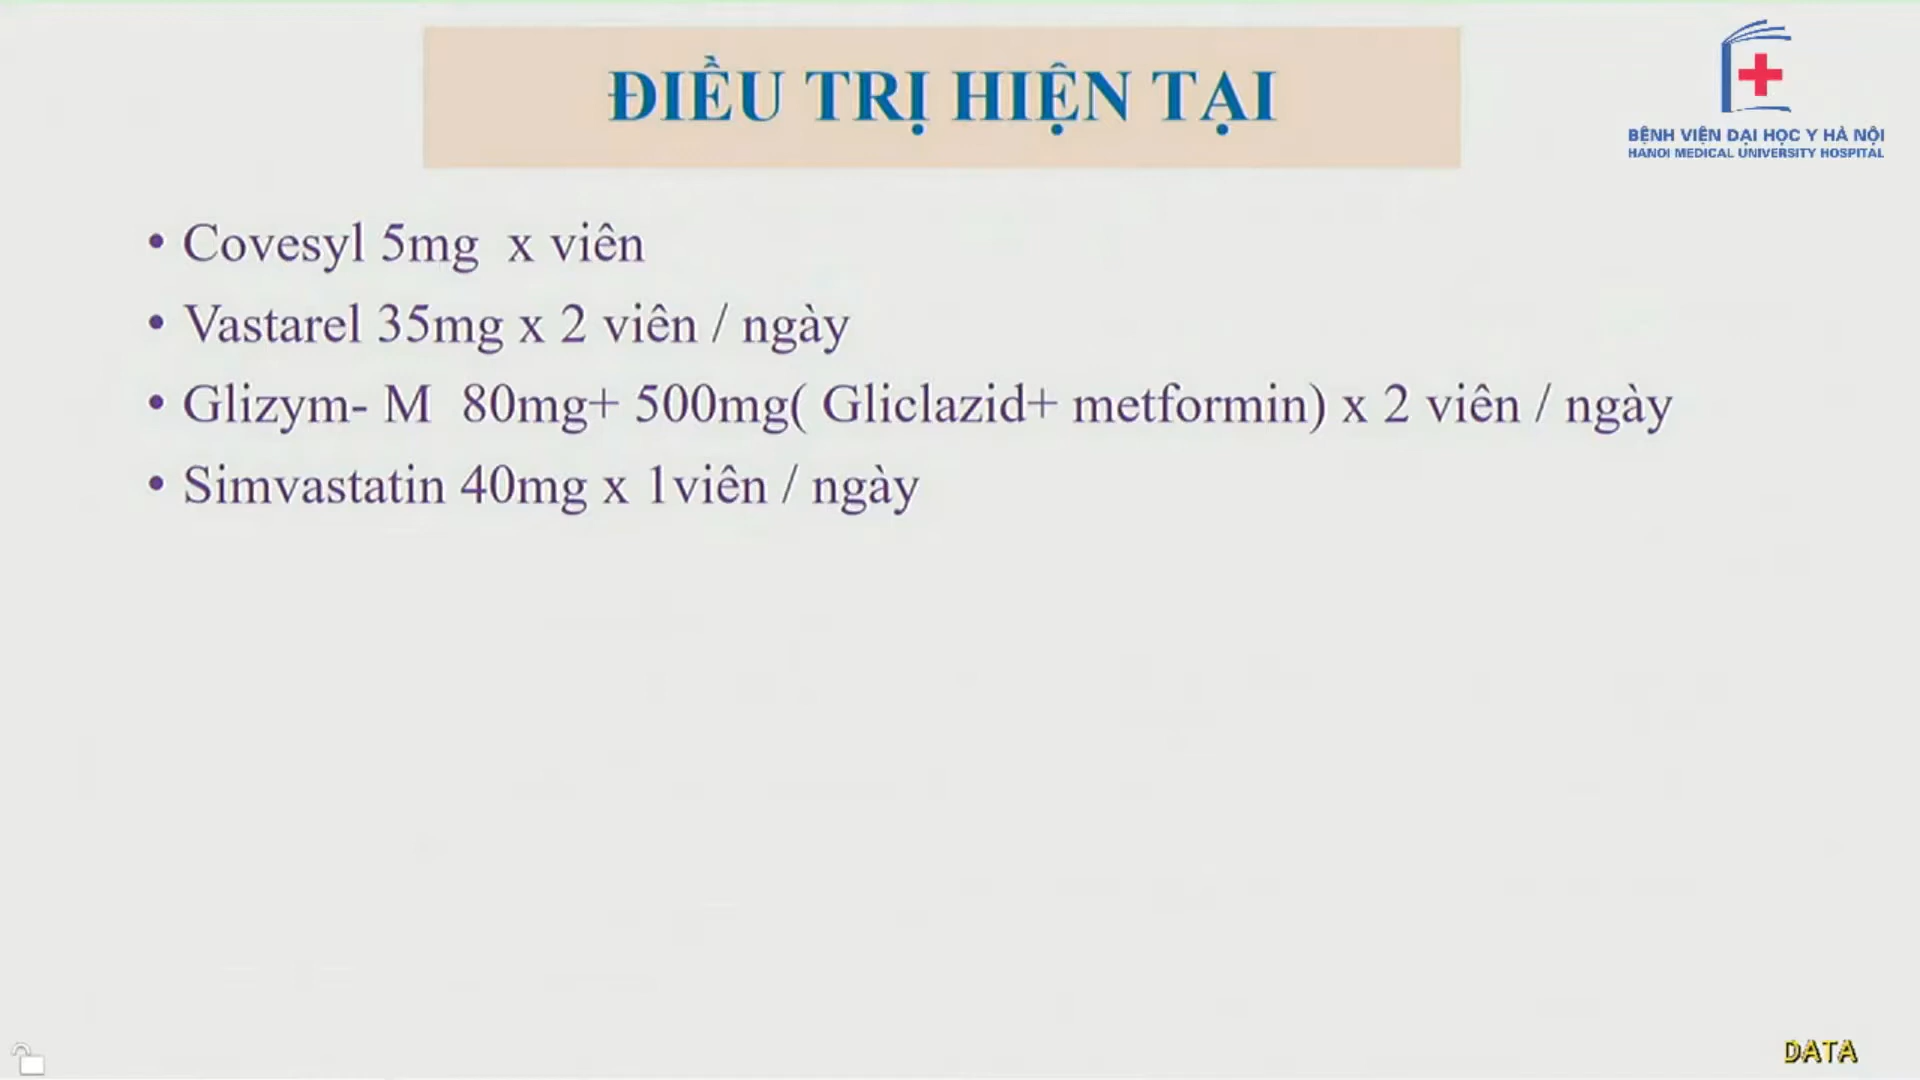 ĐIỀU TRỊ HIỆN TẠI
BỆNH VIỆN ĐẠI HỌC Y HÀ NỘI
HANOI MEDICAL UNIVERSITY HOSPITAL
• Covesyl 5mg  x viên
• Vastarel 35mg x 2 viên / ngày
• Glizym- M  80mg+ 500mg( Gliclazid+ metformin) x 2 viên / ngày
• Simvastatin 40mg x 1viên / ngày
DATA